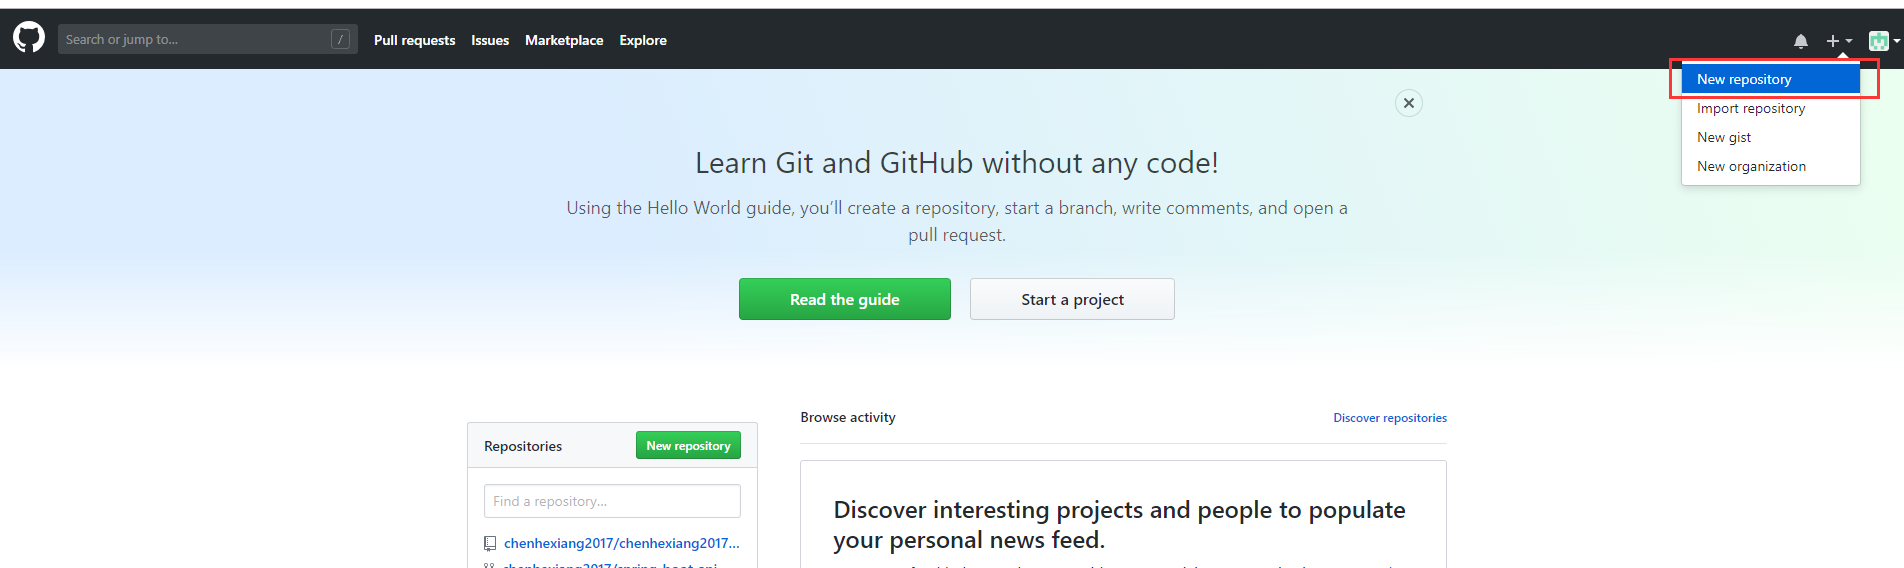 Search or jump to... /
Pull requests Issues Marketplace Explore
New repository
Import repository
New gist
New organization
Learn Git and GitHub without any code!
Using the Hello World guide, you’ll create a repository, start a branch, write comments, and open a
pull request.
Read the guide Start a project
Repositories New repository
Find a repository...
chenhexiang2017/chenhexiang2017...
Browse activity Discover repositories
Discover interesting projects and people to populate
your personal news feed.